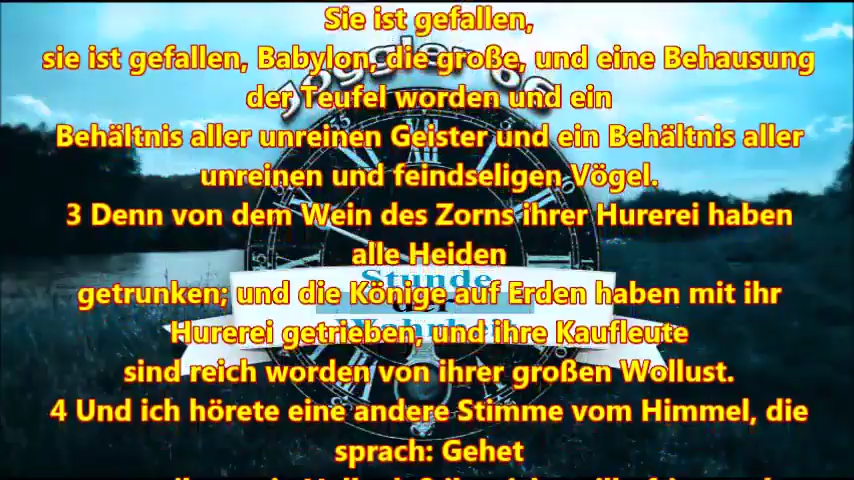 Sie ist gefallen,
sie ist gefallen, Babylon, die große, und eine Behausung
der Teufel worden und ein
Behältnis aller unreinen Geister und ein Behältnis aller
unreinen und feindseligen Vögel.
3 Denn von dem Wein des Zorns ihrer Hurerei haben
alle Heiden
getrunken; und die Könige auf Erden haben mit ihr
Hurerei getrieben, und ihre Kaufleute
sind reich worden von ihrer großen Wollust.
4 Und ich hörete eine andere Stimme vom Himmel, die
sprach: Gehet
Stunde
der